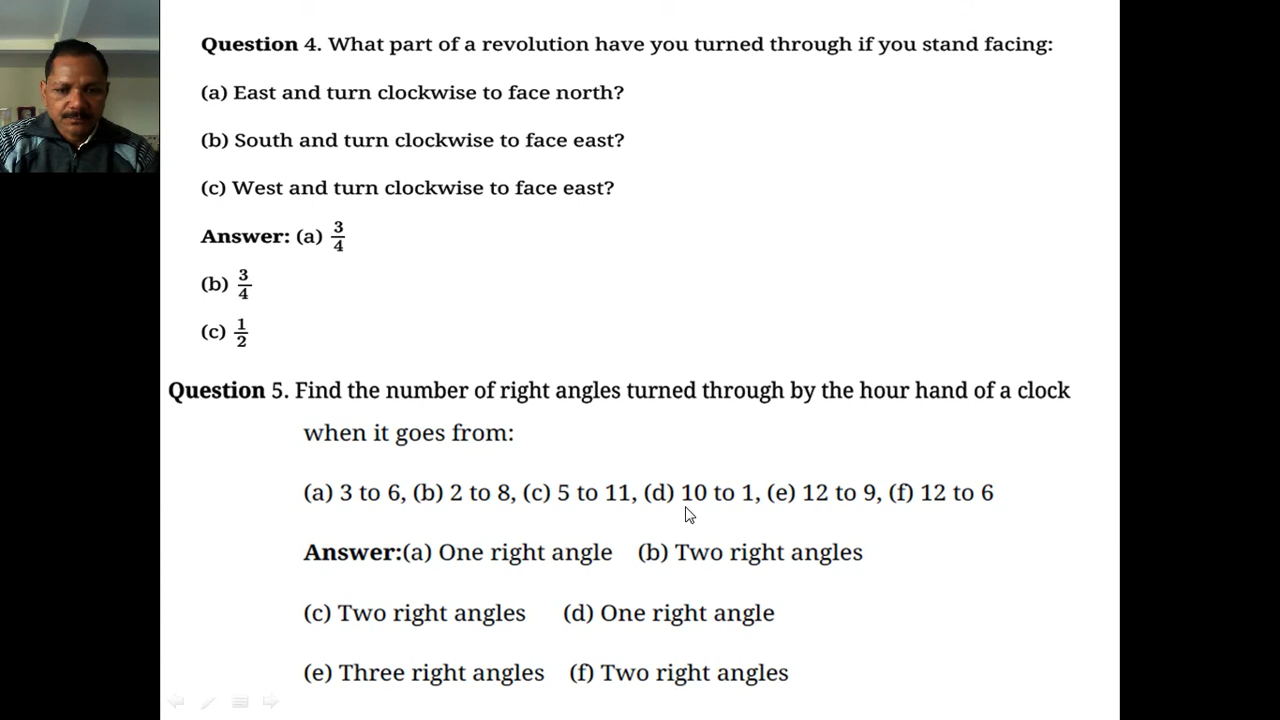 Question 4. What part of a revolution have you turned through if you stand facing:
(a) East and turn clockwise to face north?
(b) South and turn clockwise to face east?
(c) West and turn clockwise to face east?
Answer: (a) 3/4
(b) 3/4
(c) 1/2
Question 5. Find the number of right angles turned through by the hour hand of a clock
when it goes from:
(a) 3 to 6, (b) 2 to 8, (c) 5 to 11, (d) 10 to 1, (e) 12 to 9, (f) 12 to 6
Answer:(a) One right angle (b) Two right angles
(c) Two right angles (d) One right angle
(e) Three right angles (f) Two right angles